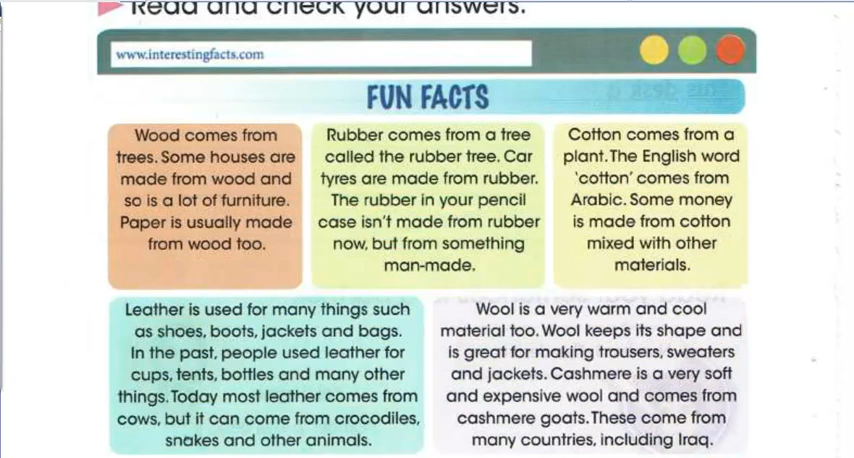 Read and check your answers.
www.interestingfacts.com
FUN FACTS
Wood comes from
trees. Some houses are
made from wood and
so is a lot of furniture.
Paper is usually made
from wood too.
Rubber comes from a tree
called the rubber tree. Car
tyres are made from rubber.
The rubber in your pencil
case isn't made from rubber
now, but from something
man-made.
Cotton comes from a
plant. The English word
'cotton' comes from
Arabic. Some money
is made from cotton
mixed with other
materials.
Leather is used for many things such
as shoes, boots, jackets and bags.
In the past, people used leather for
cups, tents, bottles and many other
things. Today most leather comes from
cows, but it can come from crocodiles,
snakes and other animals.
Wool is a very warm and cool
material too. Wool keeps its shape and
is great for making trousers, sweaters
and jackets. Cashmere is a very soft
and expensive wool and comes from
cashmere goats. These come from
many countries, including Iraq.